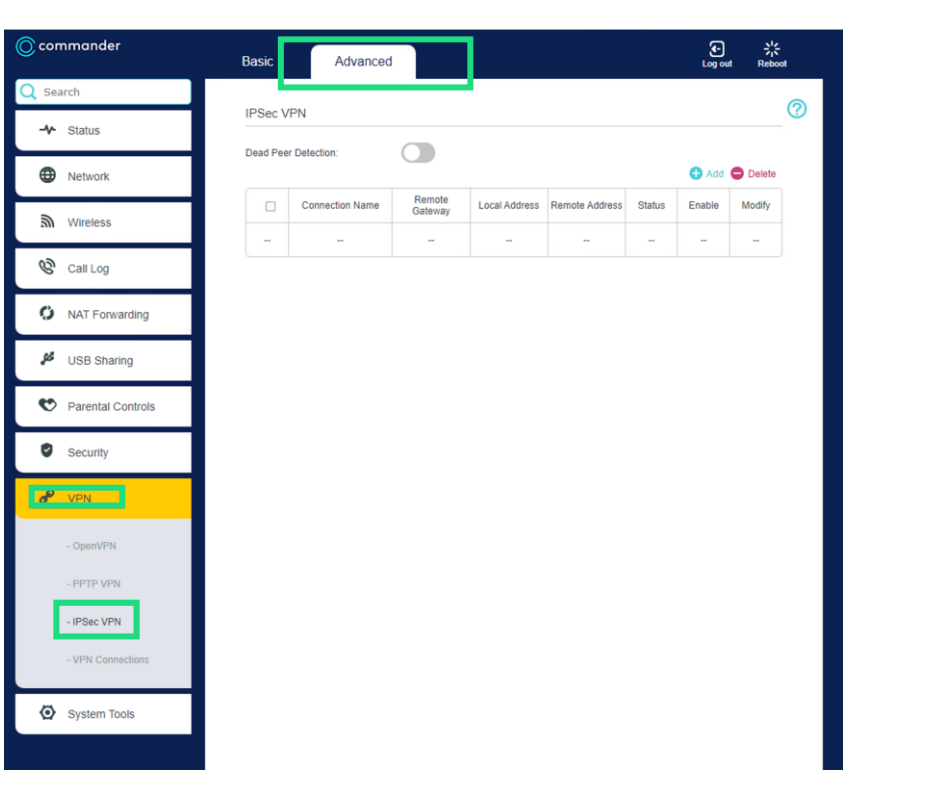 commander
Basic
Advanced
Log out
Reboot
Search
Status
Network
Wireless
Call Log
NAT Forwarding
USB Sharing
Parental Controls
Security
VPN
- OpenVPN
- PPTP VPN
- IPSec VPN
- VPN Connections
System Tools
IPSec VPN
?
Dead Peer Detection:
Add
Delete
Connection Name
Remote
Gateway
Local Address
Remote Address
Status
Enable
Modify
-- -- -- -- -- -- -- --